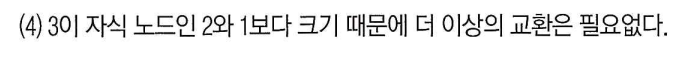 (4) 3이 자식 노드인 2와 1보다 크기 때문에 더 이상의 교환은 필요없다.